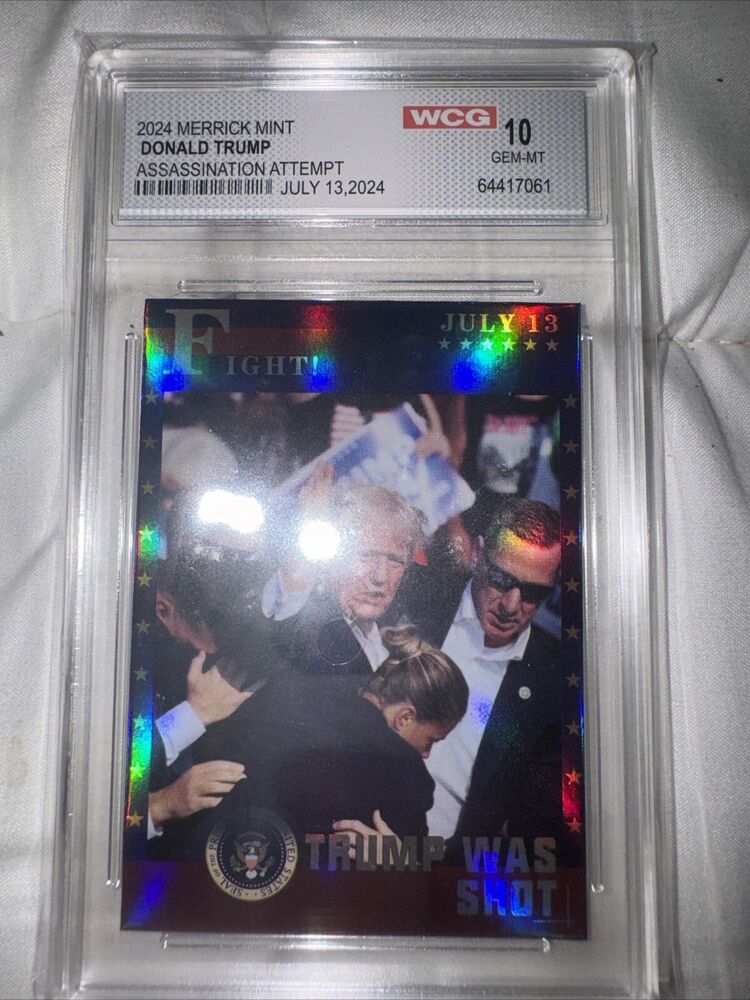 2024 MERRICK MINT
WCG 10
DONALD TRUMP
GEM-MT
ASSASSINATION ATTEMPT
JULY 13,2024 64417061
FIGHT!
JULY 13
TRUMP WAS
SHOT